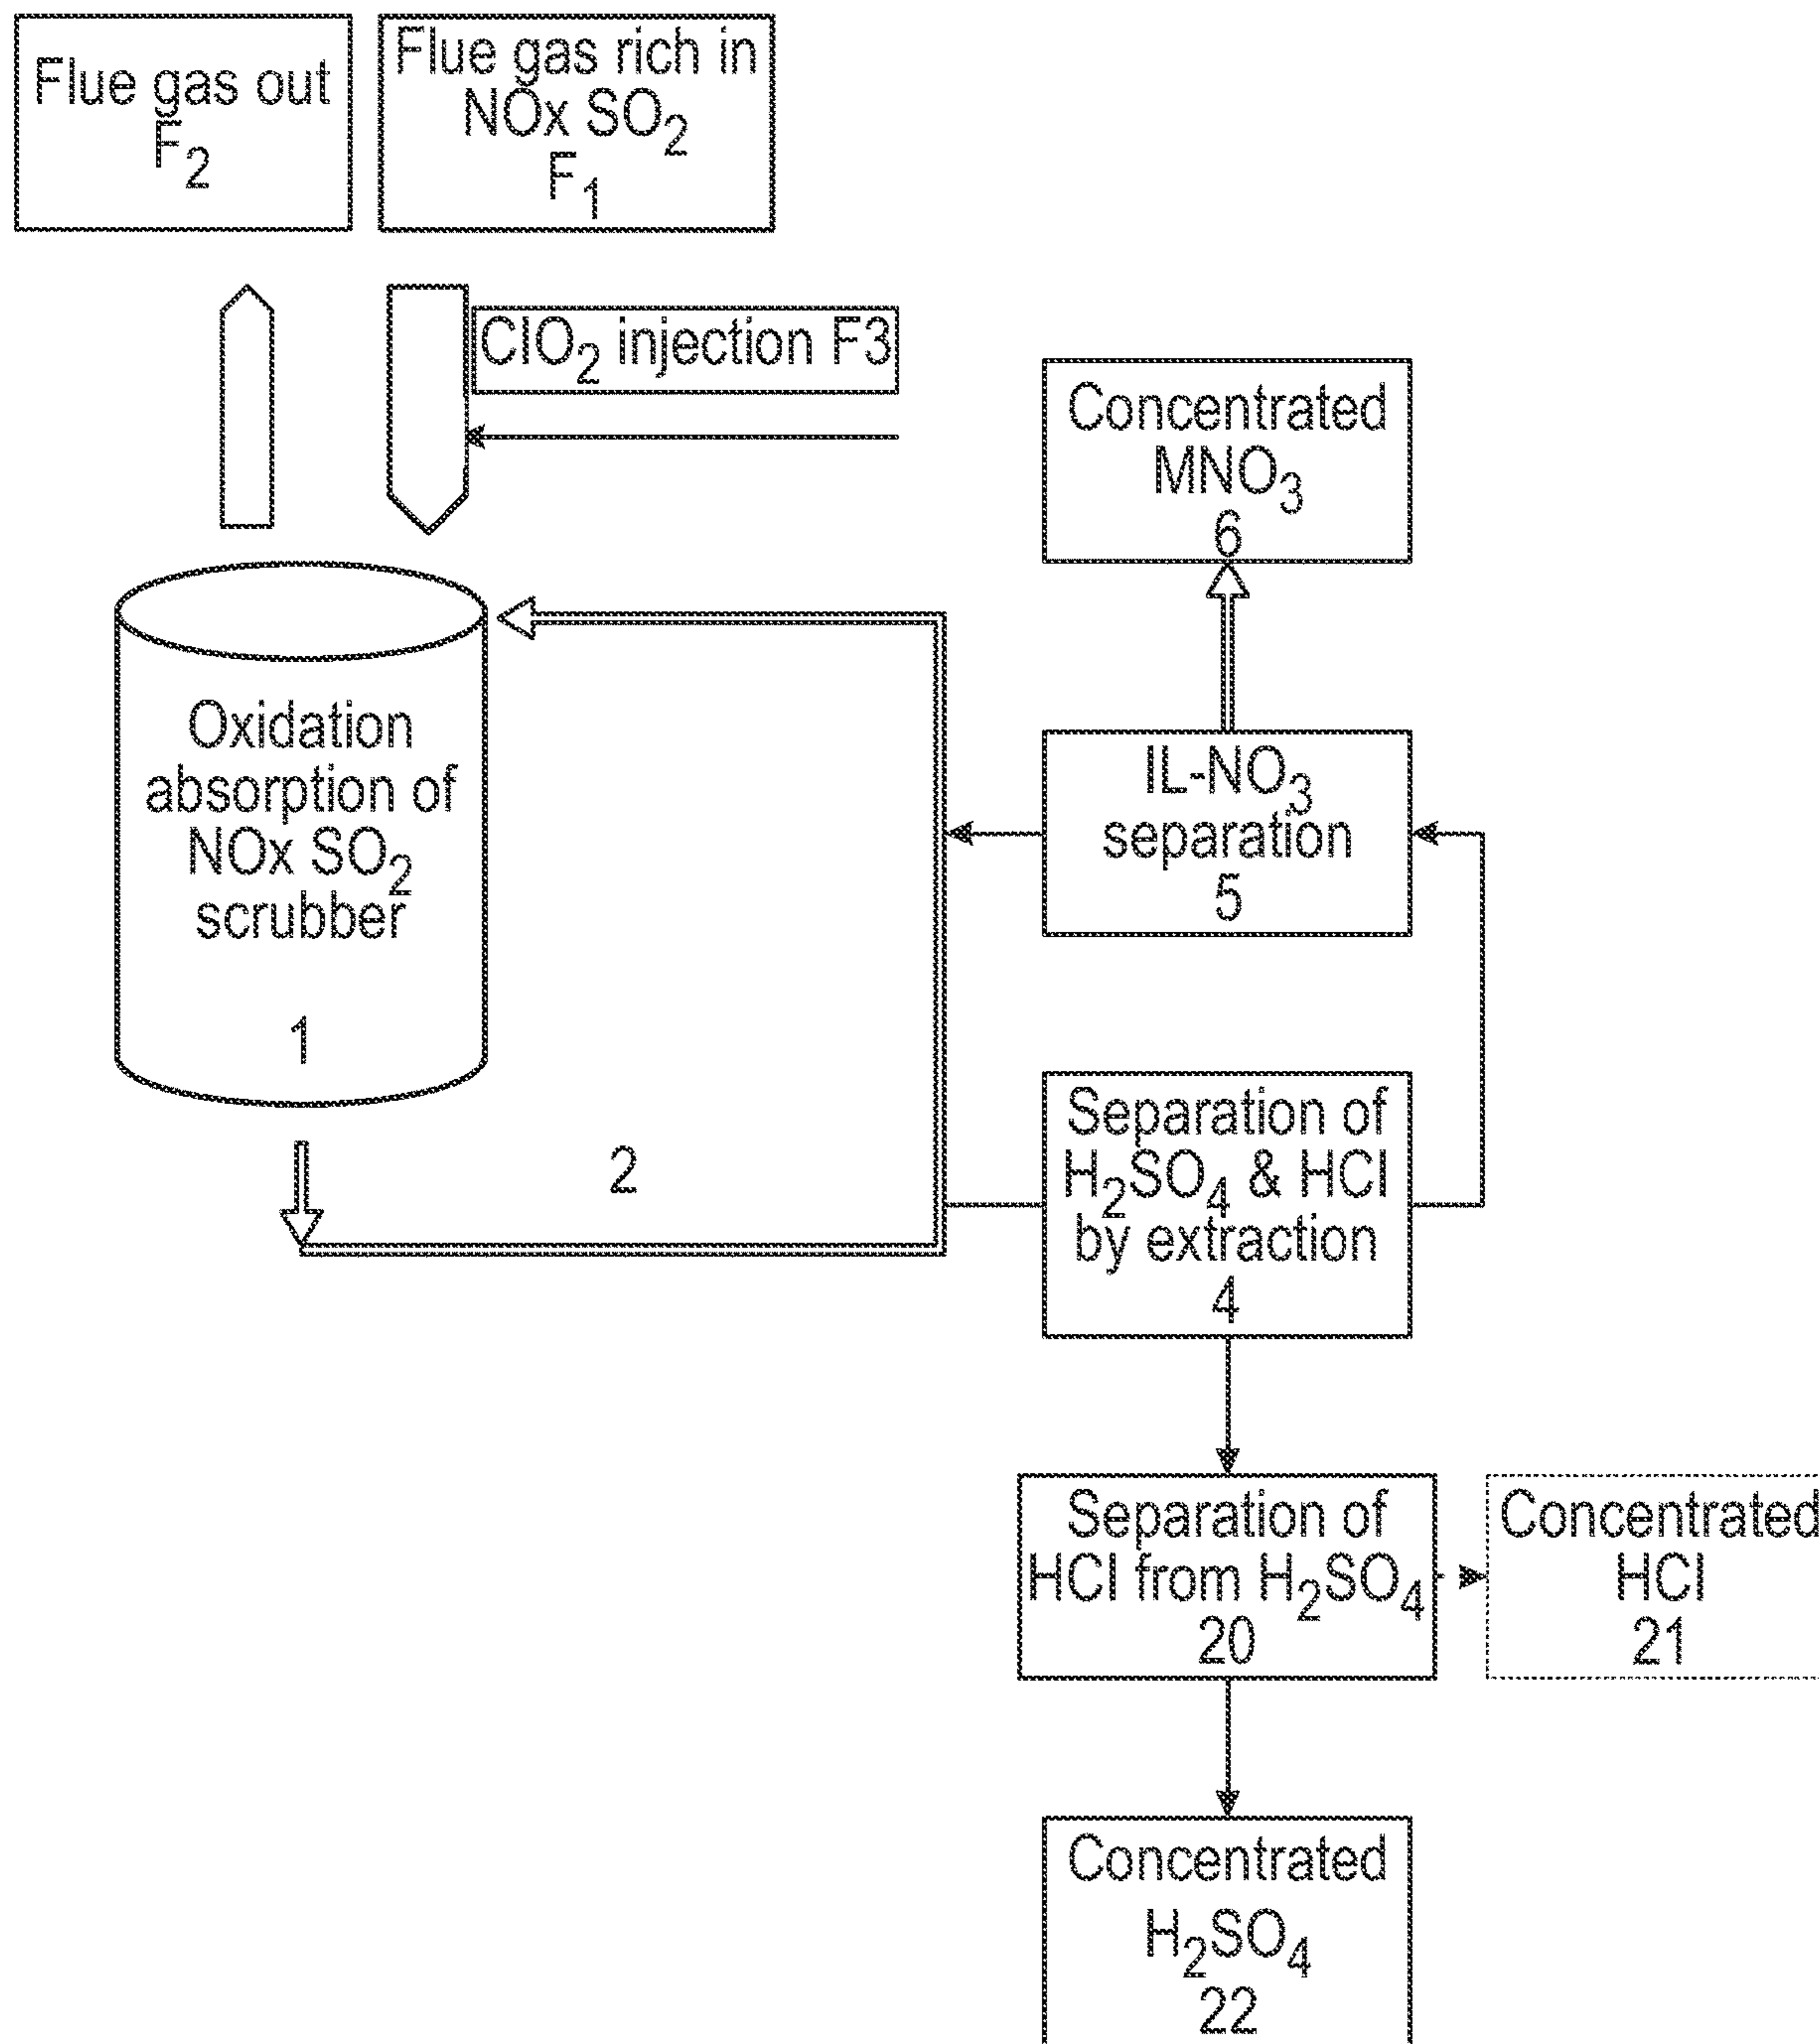 Flue gas out
F2
Flue gas rich in
NOx SO2
F1
ClO2 injection F3
Concentrated
MNO3
6
Oxidation
absorption of
NOx SO2
scrubber
1
IL-NO3
separation
5
2
Separation of
H2SO4 & HCl
by extraction
4
Separation of
HCl from H2SO4
20
Concentrated
HCl
21
Concentrated
H2SO4
22